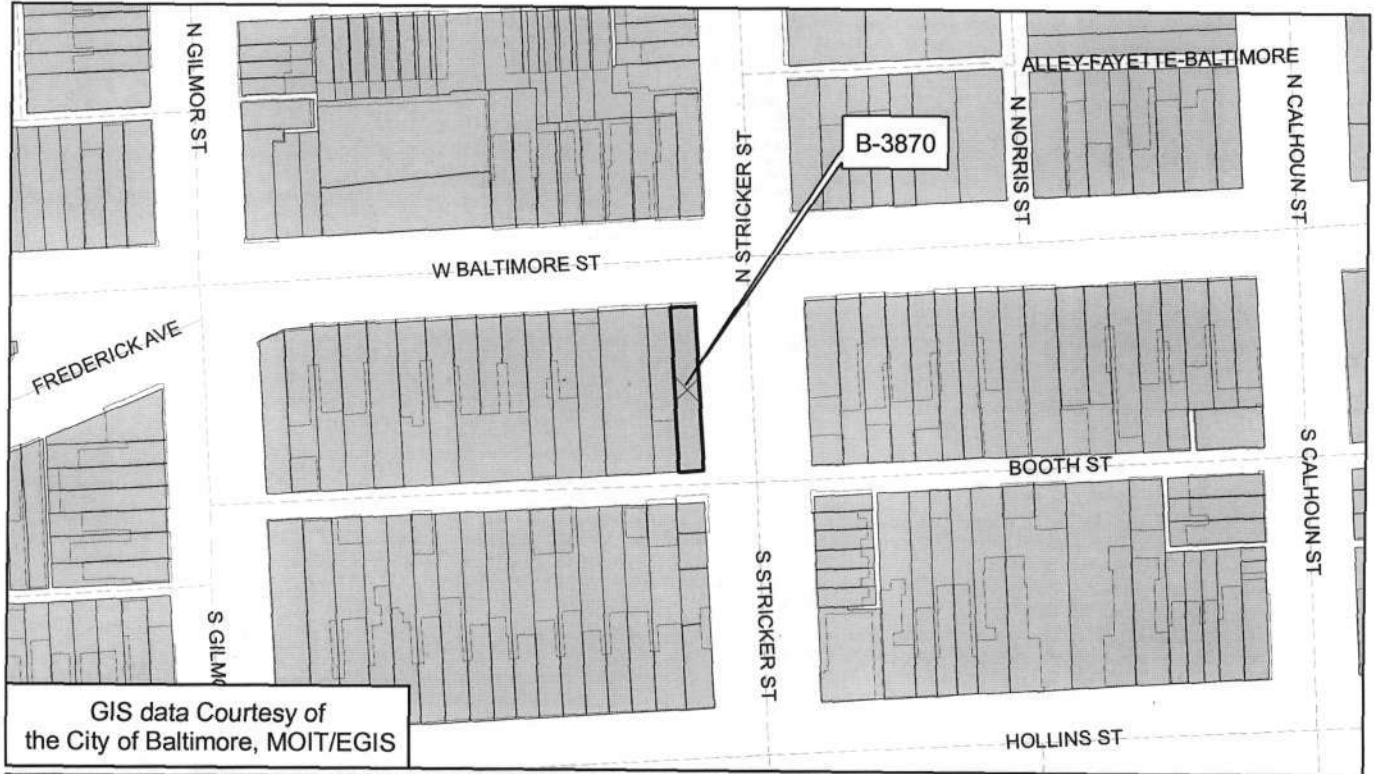 N GILMOR ST
ALLEY-FAYETTE-BALTIMORE
N CALHOUN ST
N NORRIS ST
B-3870
N STRICKER ST
W BALTIMORE ST
FREDERICK AVE
BOOTH ST
S CALHOUN ST
S STRICKER ST
S GILMO
GIS data Courtesy of
the City of Baltimore, MOIT/EGIS
HOLLINS ST